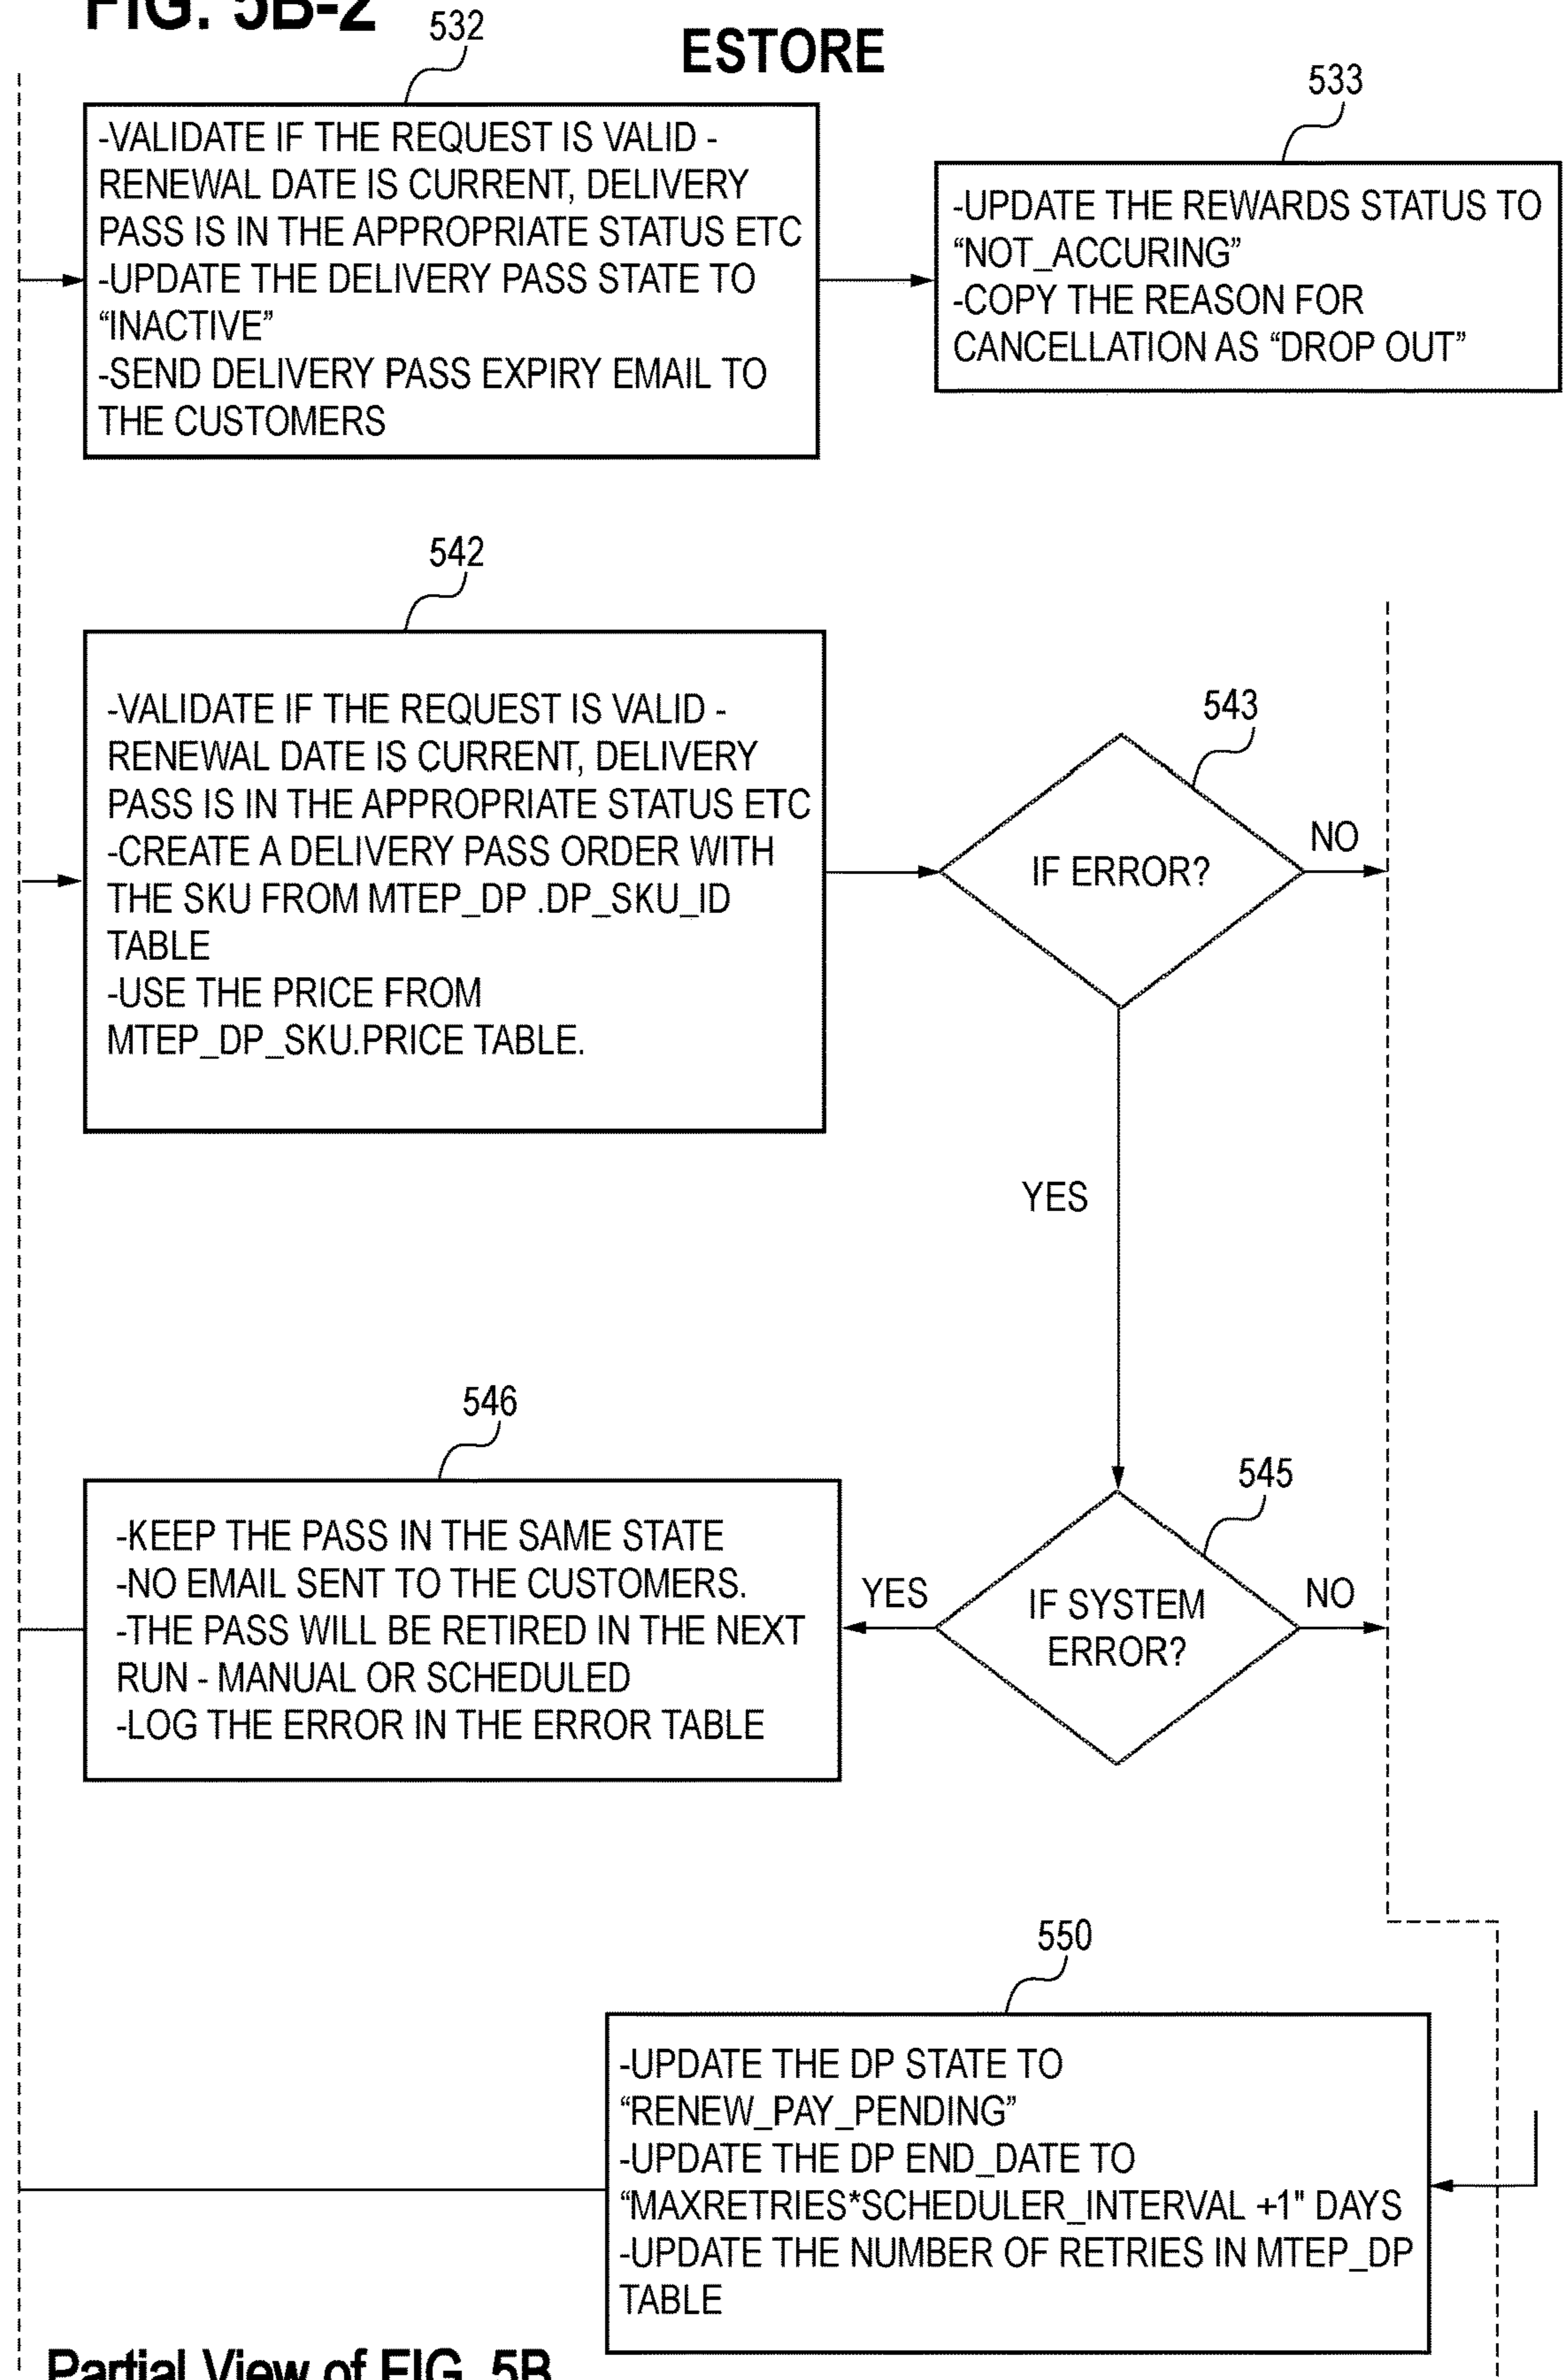 FIG. 5B-2
ESTORE
532
-VALIDATE IF THE REQUEST IS VALID -
RENEWAL DATE IS CURRENT, DELIVERY
PASS IS IN THE APPROPRIATE STATUS ETC
-UPDATE THE DELIVERY PASS STATE TO
“INACTIVE”
-SEND DELIVERY PASS EXPIRY EMAIL TO
THE CUSTOMERS
533
-UPDATE THE REWARDS STATUS TO
“NOT_ACCURING”
-COPY THE REASON FOR
CANCELLATION AS “DROP OUT”
542
-VALIDATE IF THE REQUEST IS VALID -
RENEWAL DATE IS CURRENT, DELIVERY
PASS IS IN THE APPROPRIATE STATUS ETC
-CREATE A DELIVERY PASS ORDER WITH
THE SKU FROM MTEP_DP .DP_SKU_ID
TABLE
-USE THE PRICE FROM
MTEP_DP_SKU.PRICE TABLE.
543
IF ERROR?
NO
YES
546
-KEEP THE PASS IN THE SAME STATE
-NO EMAIL SENT TO THE CUSTOMERS.
-THE PASS WILL BE RETIRED IN THE NEXT
RUN - MANUAL OR SCHEDULED
-LOG THE ERROR IN THE ERROR TABLE
545
YES
IF SYSTEM
ERROR?
NO
550
-UPDATE THE DP STATE TO
“RENEW_PAY_PENDING”
-UPDATE THE DP END_DATE TO
“MAXRETRIES*SCHEDULER_INTERVAL +1" DAYS
-UPDATE THE NUMBER OF RETRIES IN MTEP_DP
TABLE
Partial View of FIG. 5B